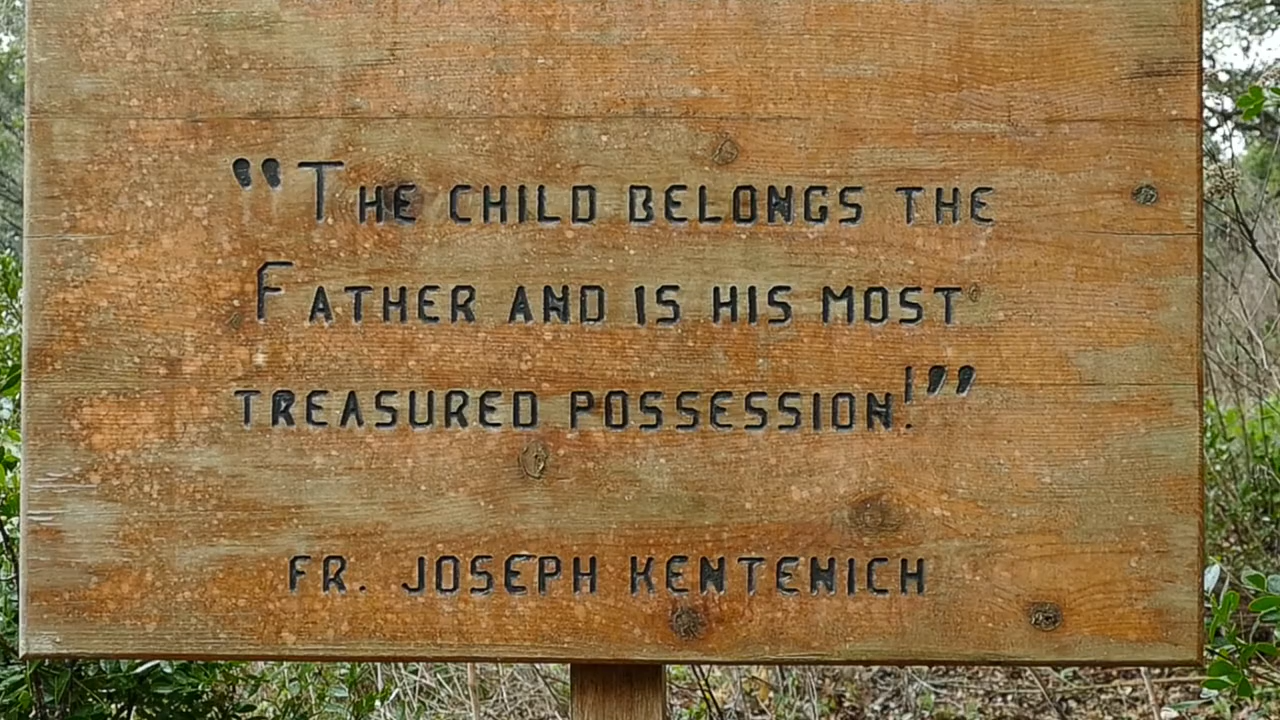 “The child belongs the
Father and is His most
treasured possession!”
Fr. Joseph Kentenich